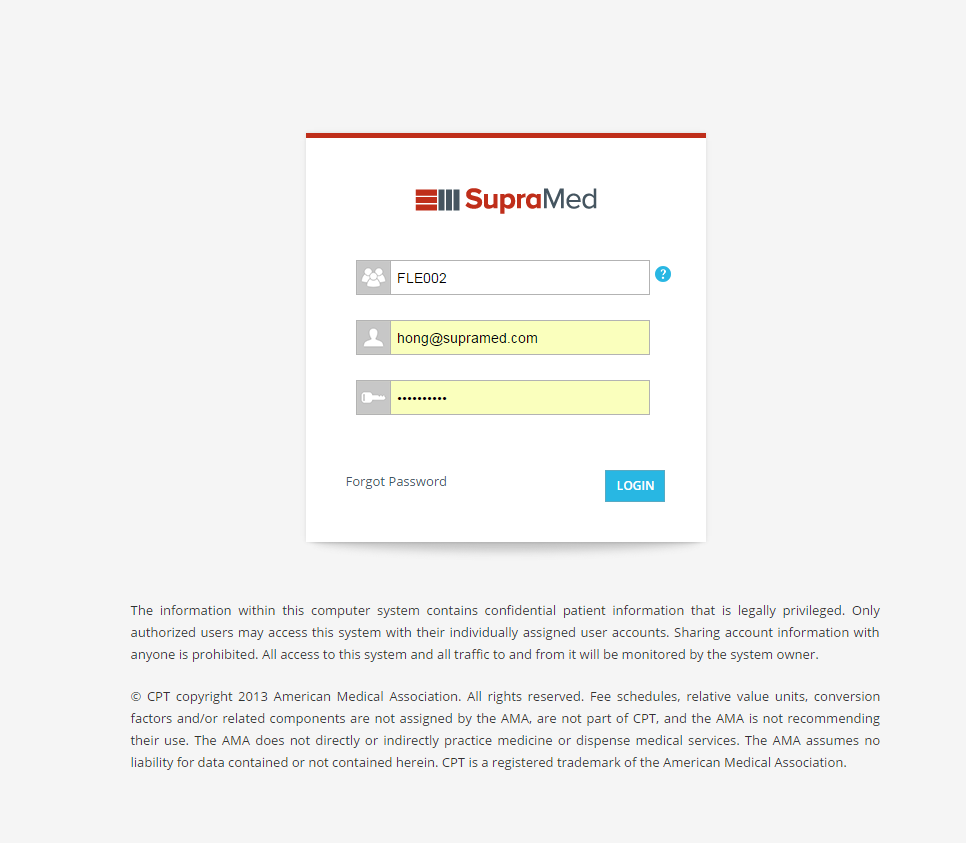 SupraMed
FLE002
?
hong@supramed.com
••••••••••
Forgot Password
LOGIN
The information within this computer system contains confidential patient information that is legally privileged. Only
authorized users may access this system with their individually assigned user accounts. Sharing account information with
anyone is prohibited. All access to this system and all traffic to and from it will be monitored by the system owner.
© CPT copyright 2013 American Medical Association. All rights reserved. Fee schedules, relative value units, conversion
factors and/or related components are not assigned by the AMA, are not part of CPT, and the AMA is not recommending
their use. The AMA does not directly or indirectly practice medicine or dispense medical services. The AMA assumes no
liability for data contained or not contained herein. CPT is a registered trademark of the American Medical Association.